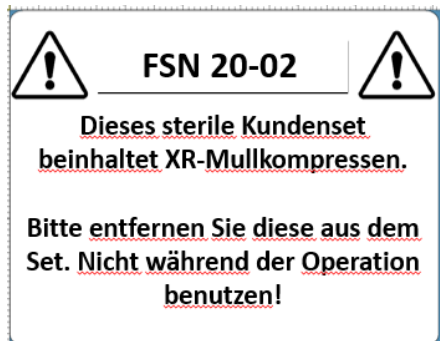 FSN 20-02
Dieses sterile Kundenset
beinhaltet XR-Mullkompressen.
Bitte entfernen Sie diese aus dem
Set. Nicht während der Operation
benutzen!